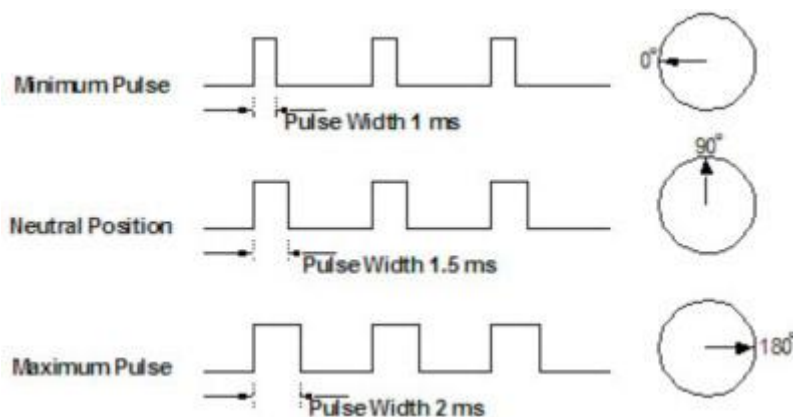 Minimum Pulse
0°
Pulse Width 1 ms
90°
Neutral Position
Pulse Width 1.5 ms
Maximum Pulse
180°
Pulse Width 2 ms